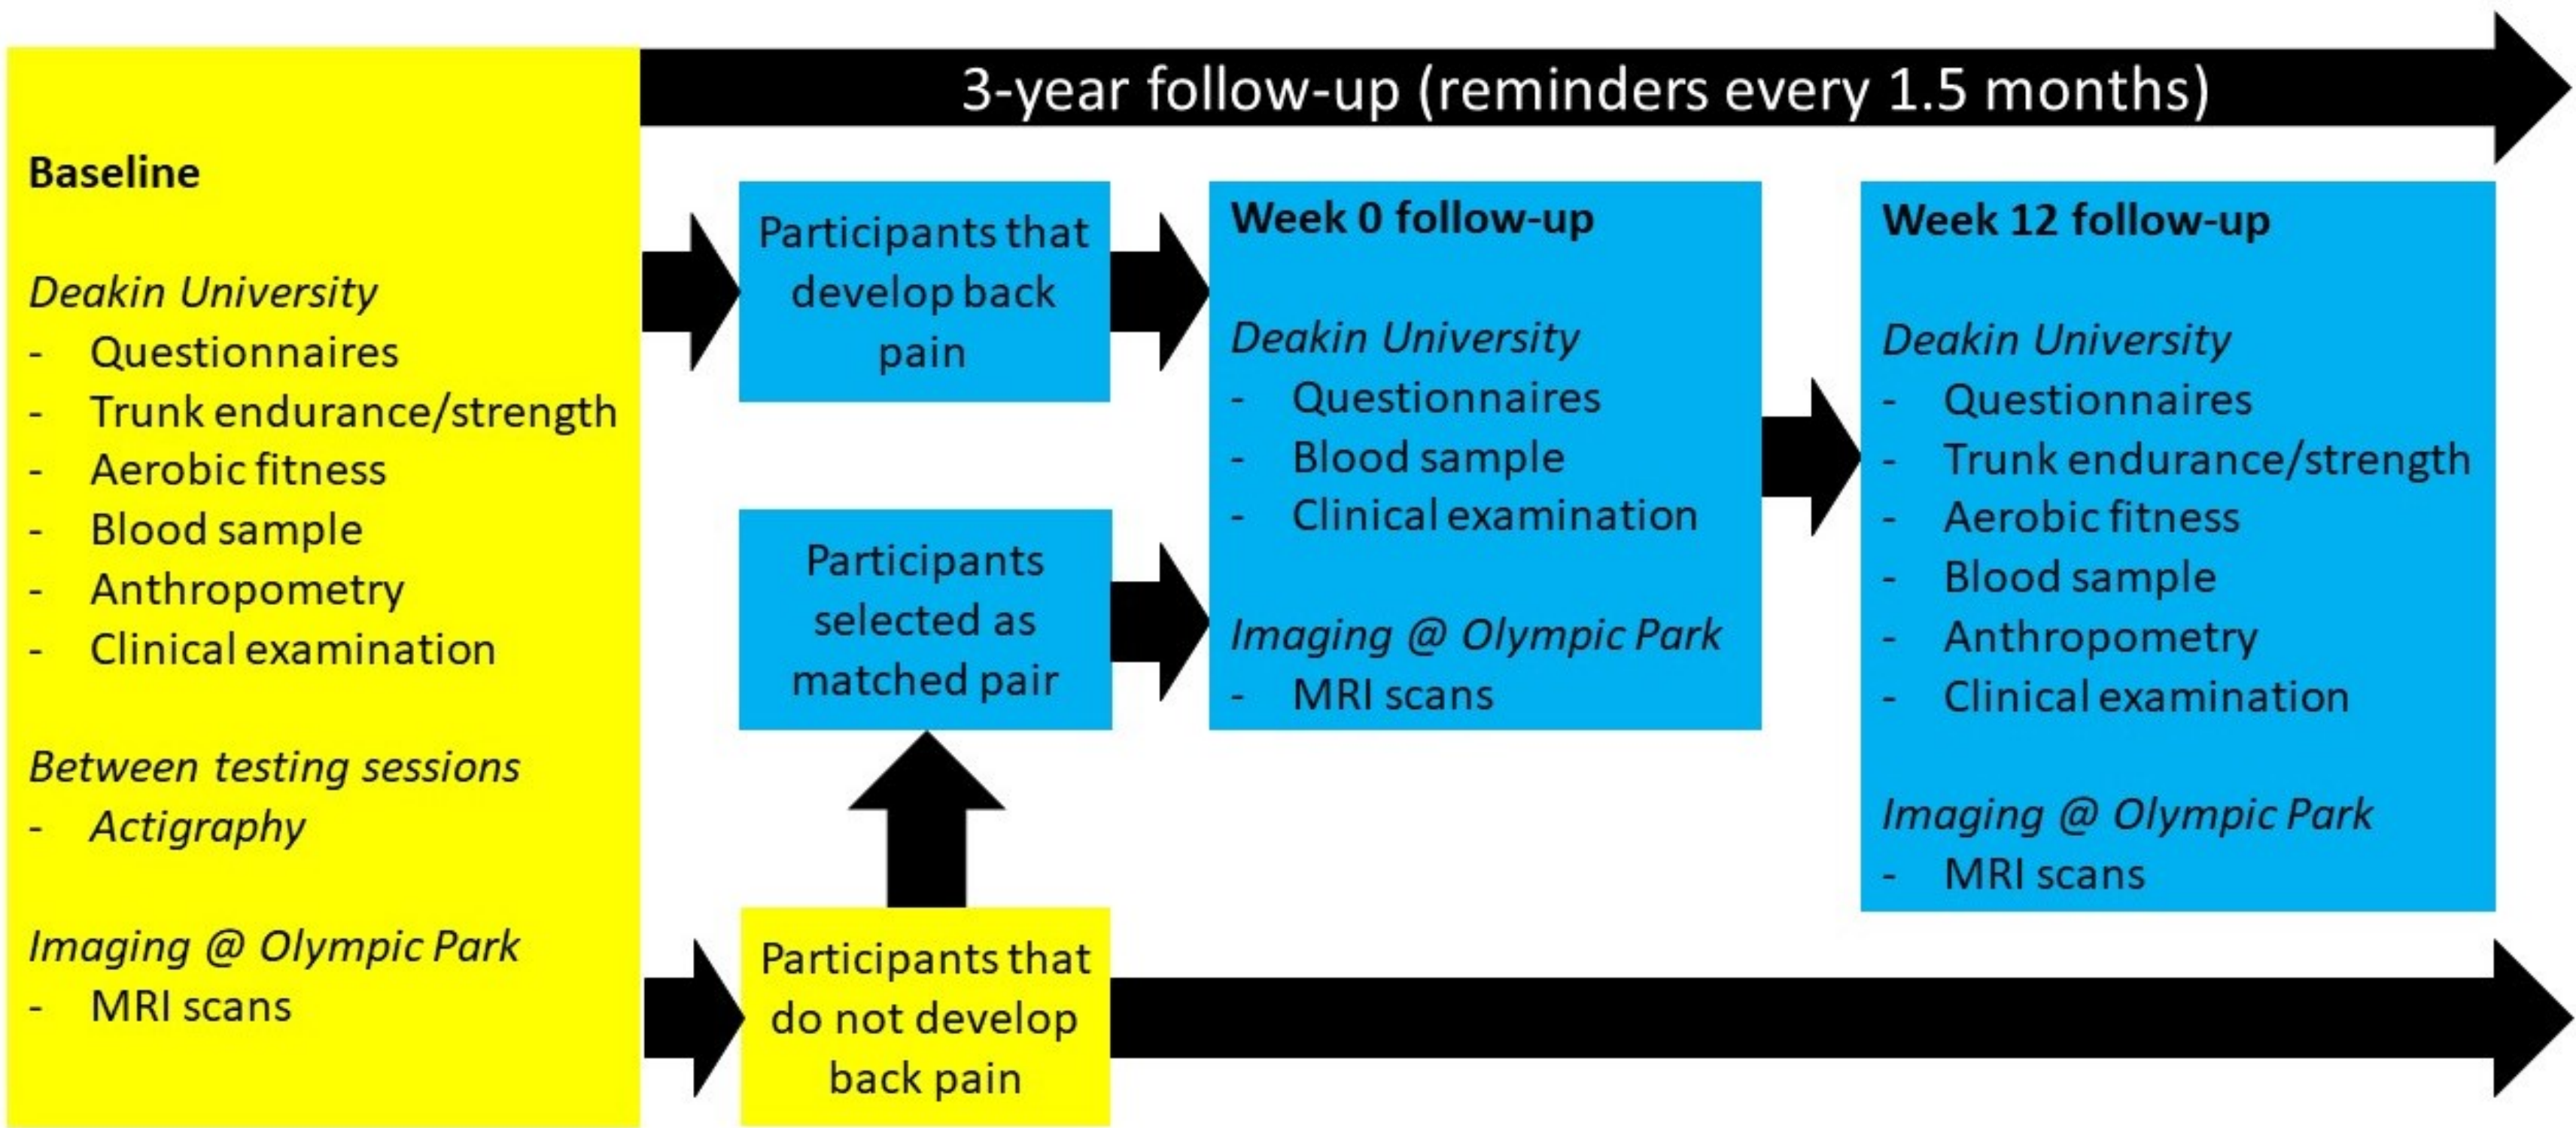 3-year follow-up (reminders every 1.5 months)
Baseline
Deakin University
- Questionnaires
- Trunk endurance/strength
- Aerobic fitness
- Blood sample
- Anthropometry
- Clinical examination
Between testing sessions
- Actigraphy
Imaging @ Olympic Park
- MRI scans
Participants that
develop back
pain
Participants
selected as
matched pair
Participants that
do not develop
back pain
Week 0 follow-up
Deakin University
- Questionnaires
- Blood sample
- Clinical examination
Imaging @ Olympic Park
- MRI scans
Week 12 follow-up
Deakin University
- Questionnaires
- Trunk endurance/strength
- Aerobic fitness
- Blood sample
- Anthropometry
- Clinical examination
Imaging @ Olympic Park
- MRI scans